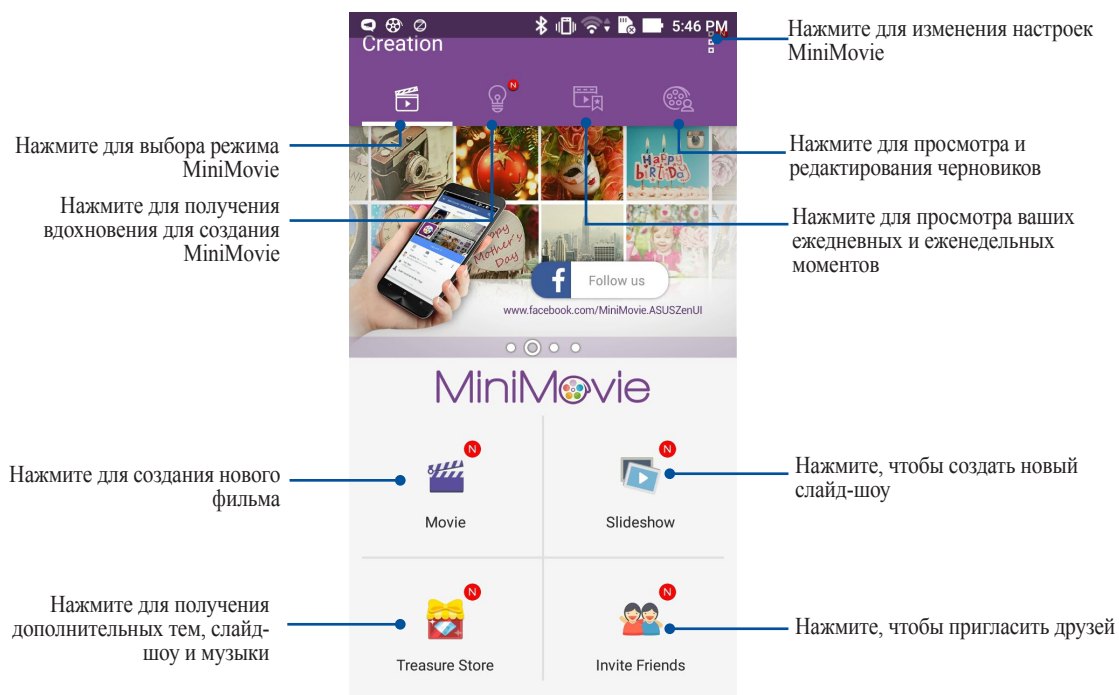 5:46 PM
Creation
N
Нажмите для изменения настроек
MiniMovie
Нажмите для выбора режима
MiniMovie
Нажмите для получения
вдохновения для создания
MiniMovie
Нажмите для просмотра и
редактирования черновиков
Нажмите для просмотра ваших
ежедневных и еженедельных
моментов
Happy
BiRtHDay
Happy
Mother's
Day
f Follow us
www.facebook.com/MiniMovie.ASUSZenUI
MiniMovie
Нажмите для создания нового
фильма
N
Movie
N
Slideshow
Нажмите, чтобы создать новый
слайд-шоу
Нажмите для получения
дополнительных тем, слайд-
шоу и музыки
N
Treasure Store
N
Invite Friends
Нажмите, чтобы пригласить друзей